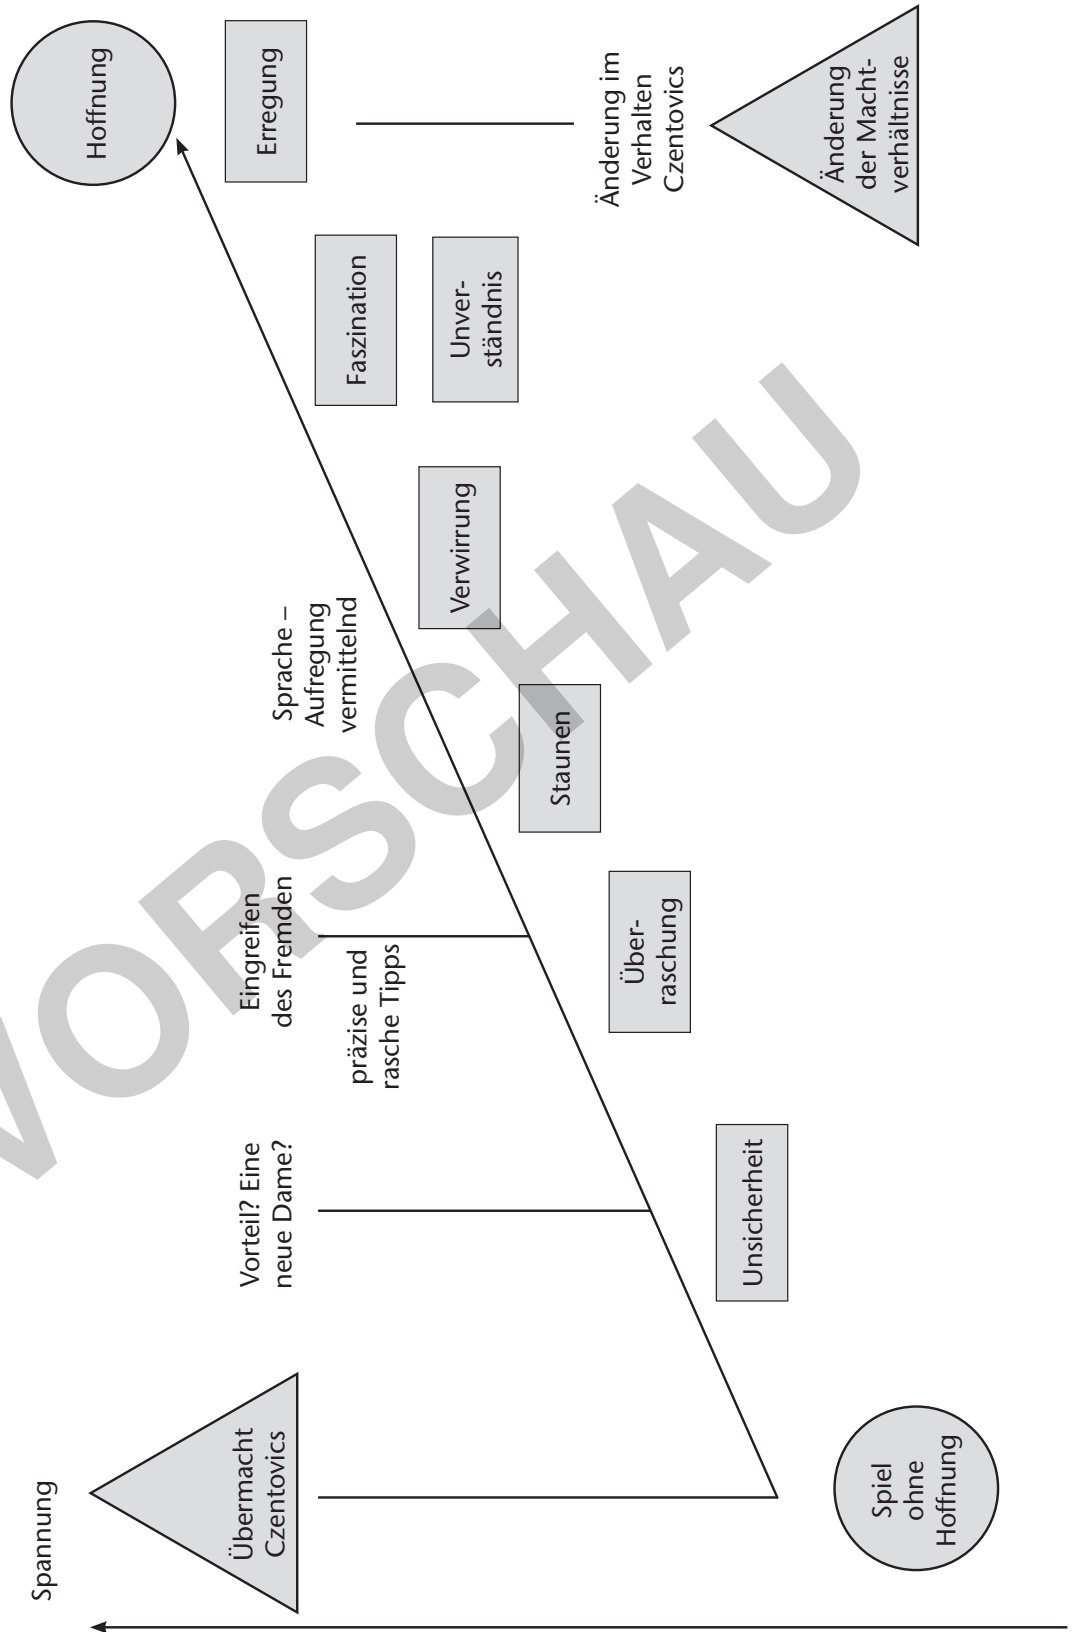 Spannung
Übermacht
Czentovics
Spiel
ohne
Hoffnung
Vorteil? Eine
neue Dame?
Unsicherheit
Eingreifen
des Fremden
präzise und
rasche Tipps
Über-
raschung
Sprache –
Aufregung
vermittelnd
Staunen
Verwirrung
Faszination
Unver-
ständnis
Hoffnung
Erregung
Änderung im
Verhalten
Czentovics
Änderung
der Macht-
verhältnisse
VORSCHAU